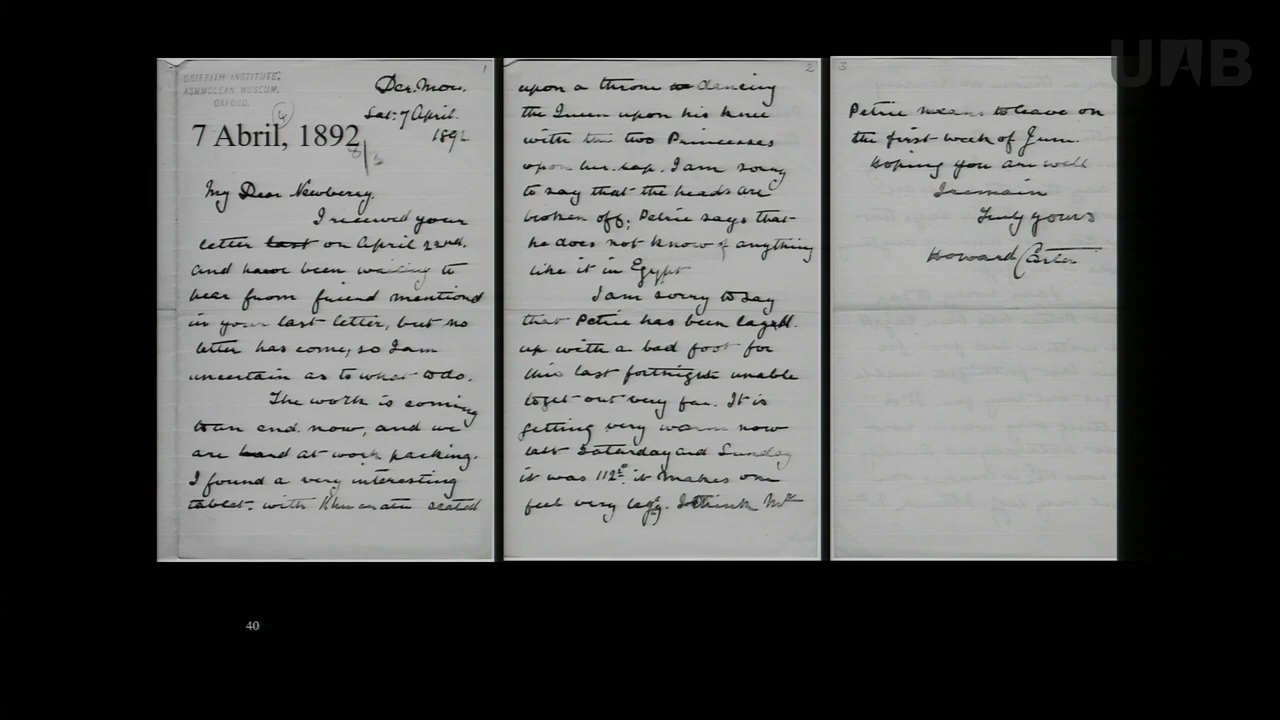 GRIFFITH INSTITUTE,
ASHMOLEAN MUSEUM,
OXFORD.
1
Der. Mou.
Sat: 7 April.
1892
7 Abril, 1892
My Dear Newberry.
I received your
letter last on April 22nd.
and have been waiting to
hear from friend mentioned
in your last letter, but no
letter has come, so I am
uncertain as to what to do.
The work is coming
to an end now, and we
are hard at work packing.
I found a very interesting
tablet. with Khuenaten seated
2
upon a throne dancing
the Queen upon his knee
with the two Princesses
upon her lap. I am sorry
to say that the heads are
broken off; Petrie says that
he does not know of anything
like it in Egypt
I am sorry to say
that Petrie has been layed.
up with a bad foot for
this last fortnight unable
to get out very far. It is
getting very warm now
last Saturday and Sunday
it was 112° it makes one
feel very lazy. I think Mr
3
Petrie means to leave on
the first week of Jun.
Hoping you are well
I remain
Truly yours
Howard Carter
40
UAB